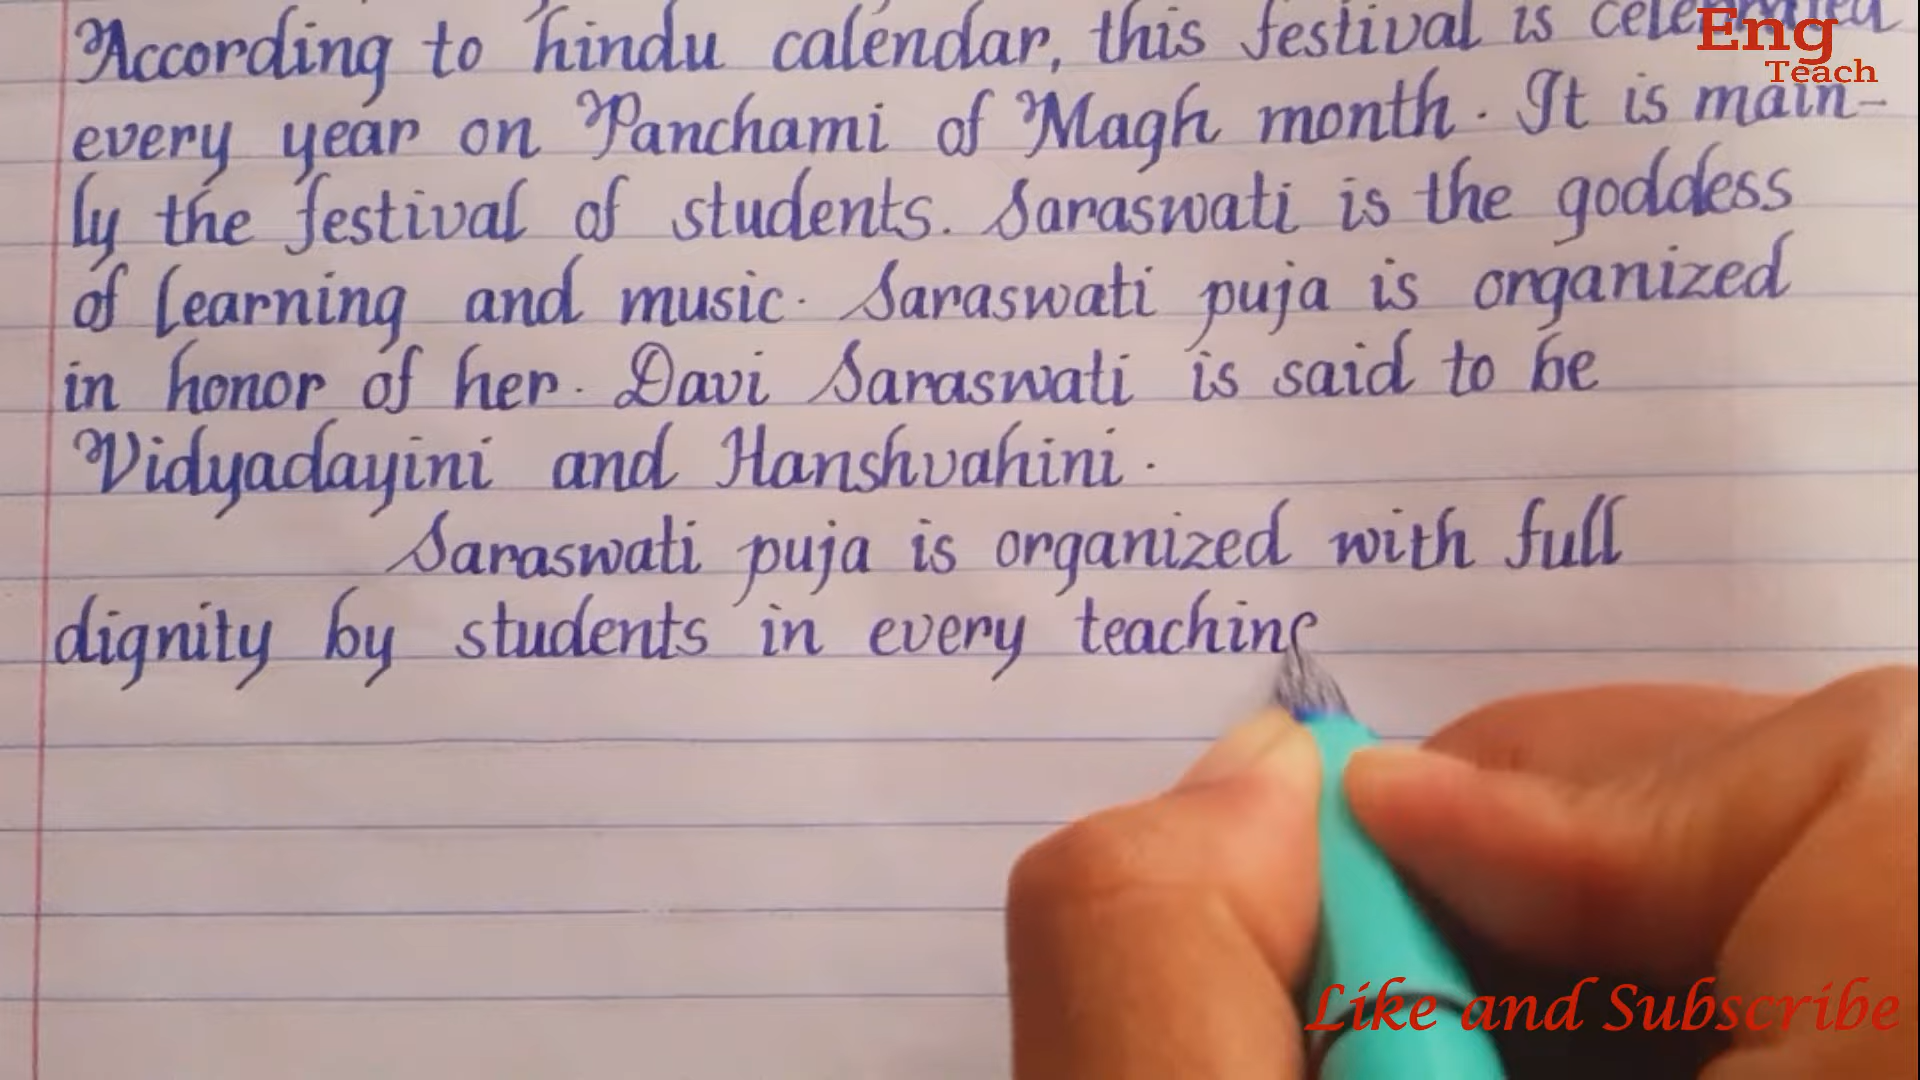 According to hindu calendar, this festival is celebrated
Eng
Teach
every year on Panchami of Magh month. It is main-
ly the festival of students. Saraswati is the goddess
of learning and music. Saraswati puja is organized
in honor of her. Davi Saraswati is said to be
Vidyadayini and Hanshvahini.
Saraswati puja is organized with full
dignity by students in every teaching
Like and Subscribe